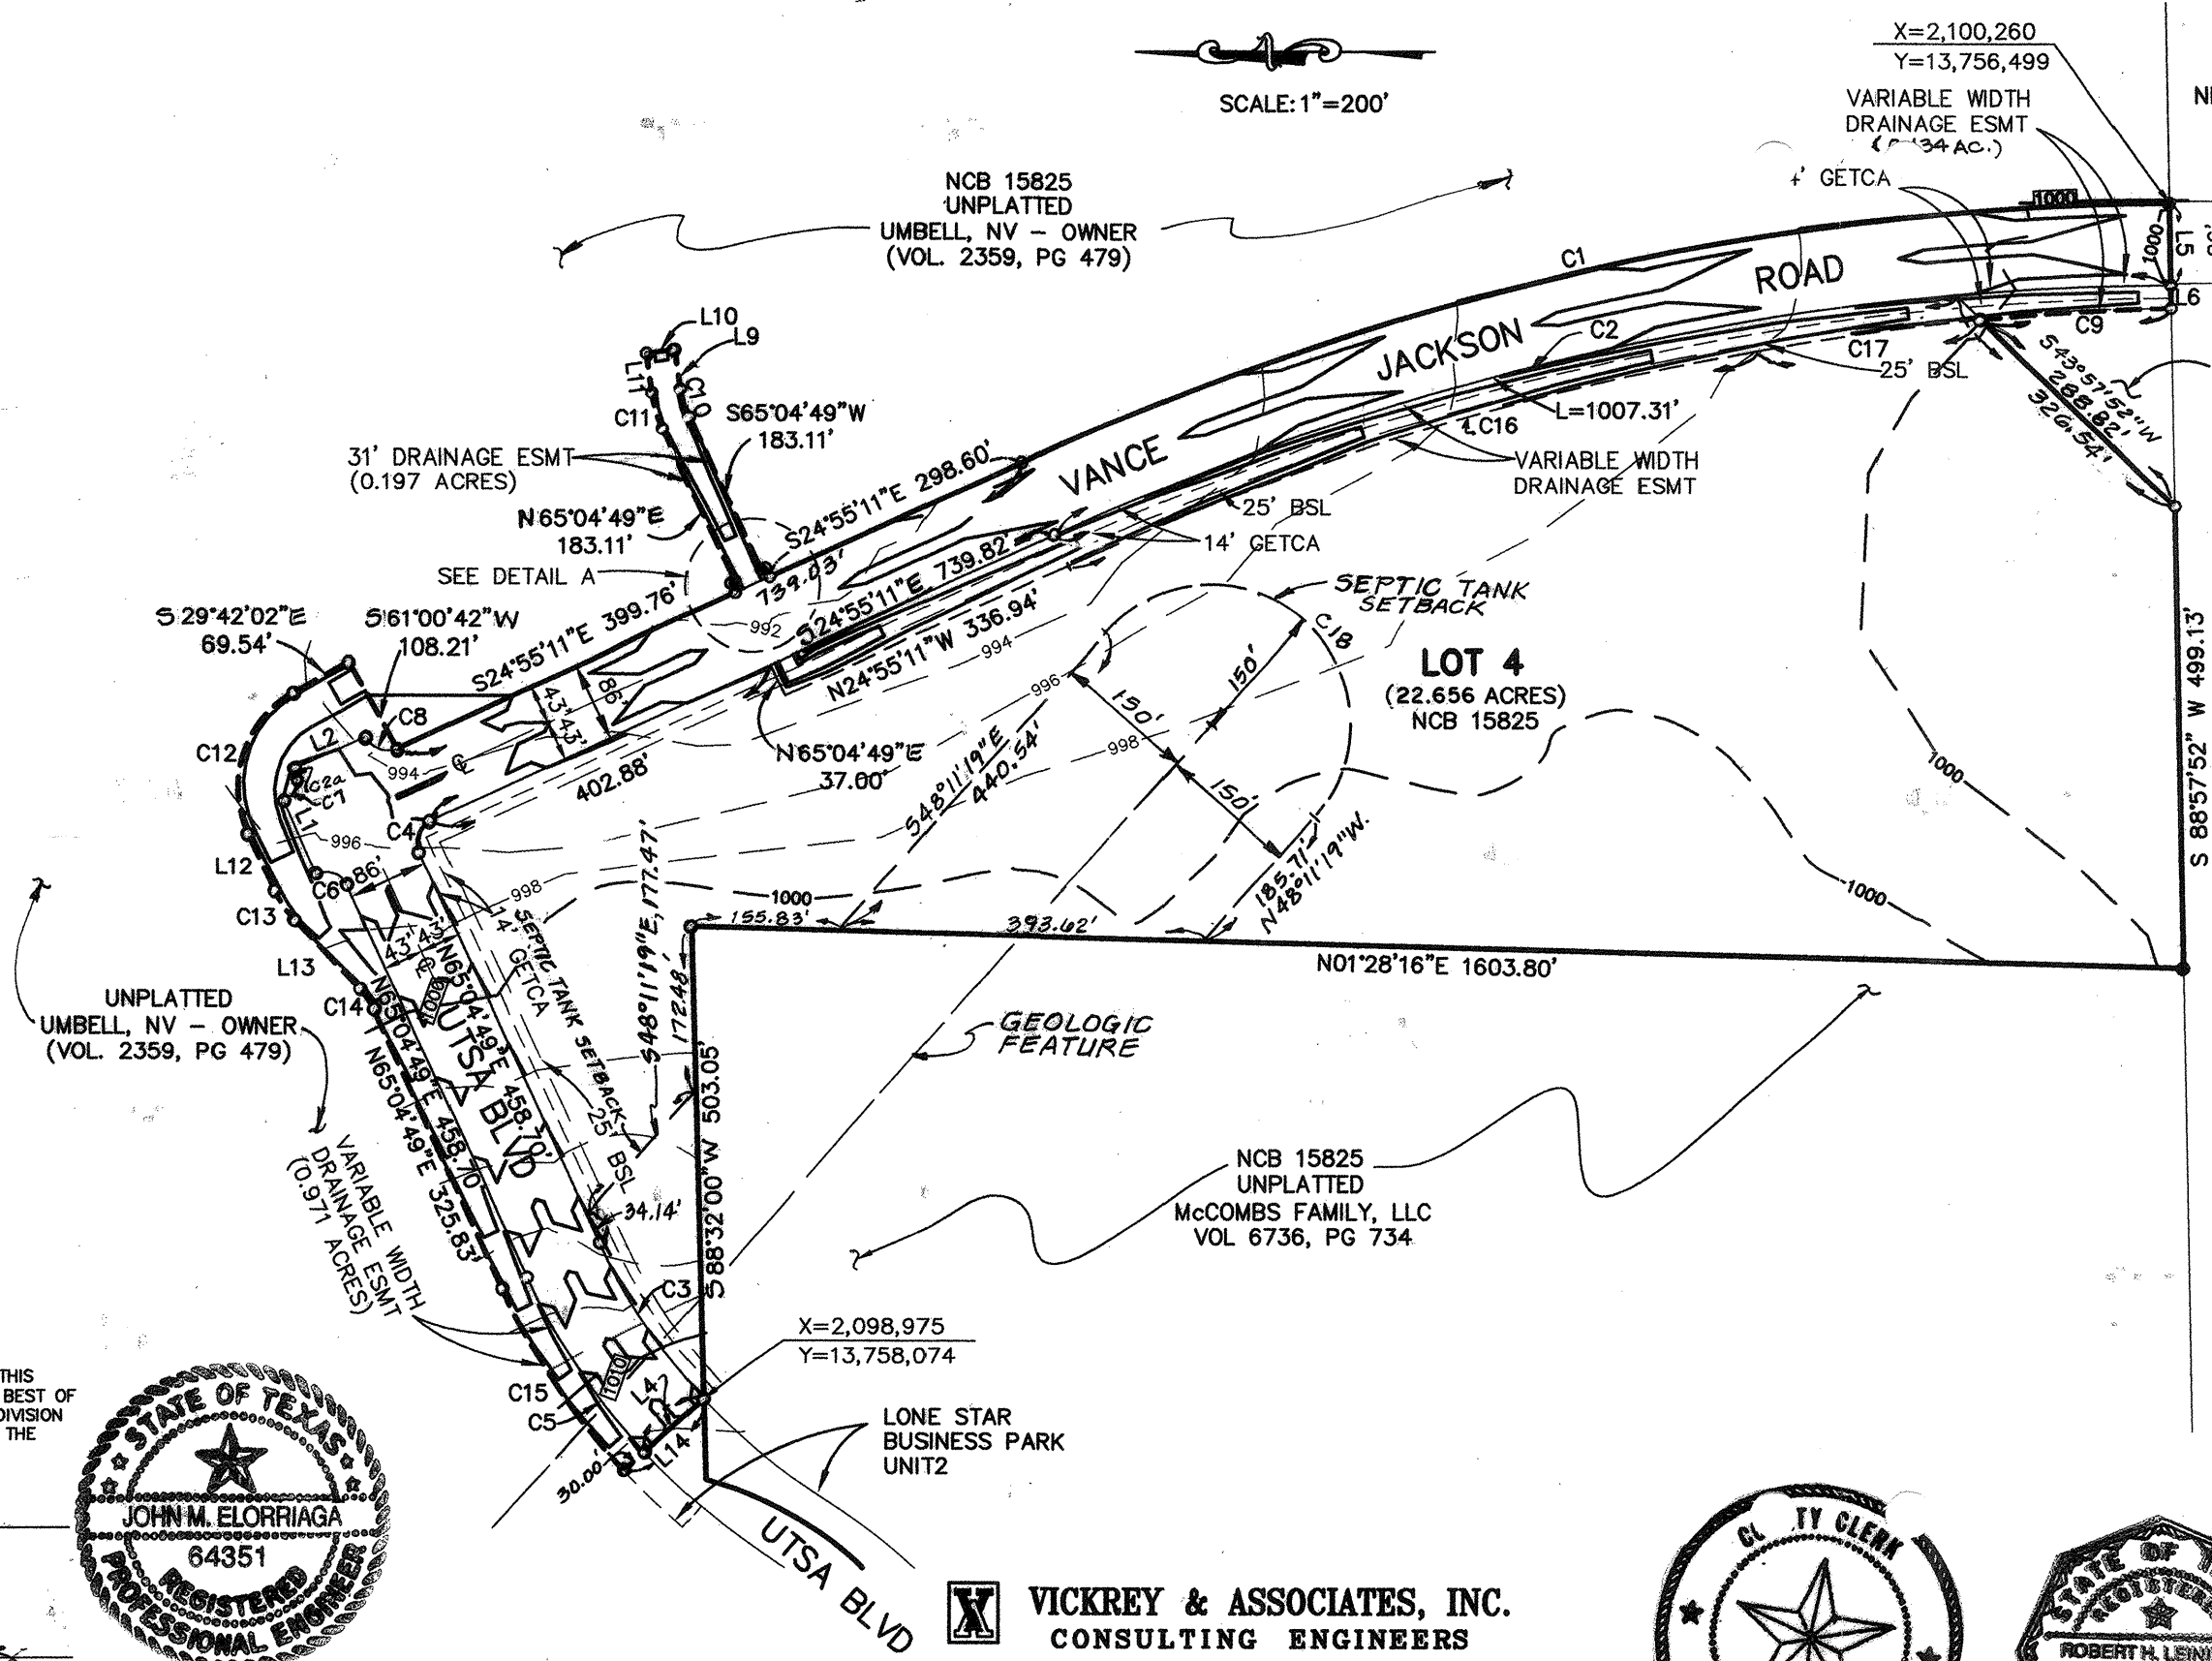 X=2,100,260
Y=13,756,499
SCALE: 1"=200'
VARIABLE WIDTH
DRAINAGE ESMT
34 AC.)
' GETCA
NCB 15825
UNPLATTED
UMBELL, NV – OWNER
(VOL. 2359, PG 479)
1000
1000
L5
L6
C1
ROAD
JACKSON
VANCE
C2
C9
C17
25' BSL
S43°57'52"W
288.82'
326.54'
L=1007.31'
C16
VARIABLE WIDTH
DRAINAGE ESMT
L10
L9
L11
C10
C11
S65°04'49"W
183.11'
31' DRAINAGE ESMT
(0.197 ACRES)
N65°04'49"E
183.11'
SEE DETAIL A
S24°55'11"E 298.60'
739.03'
S24°55'11"E 739.82'
25' BSL
14' GETCA
SEPTIC TANK
SETBACK
C18
LOT 4
(22.656 ACRES)
NCB 15825
S 88°57'52" W 499.13'
S29°42'02"E
69.54'
S61°00'42"W
108.21'
S24°55'11"E 399.76'
992
N24°55'11"W 336.94'
994
996
998
150'
150'
150'
43'
43'
86'
402.88'
N65°04'49"E
37.00'
S48°11'19"E
440.54'
185.71'
N48°11'19"W.
1000
1000
C12
L2
C8
C2a
C7
L1
994
996
C4
C6
86'
998
L12
C13
L13
C14
43'
43'
1000
155.83'
393.62'
N01°28'16"E 1603.80'
S48°11'19"E, 177.47'
172.48'
S88°32'00"W 503.05'
14' GETCA
SEPTIC TANK SETBACK
25' BSL
34.14'
N65°04'49"E 458.70'
UTSA BLVD
N65°04'49"E 458.70
N65°04'49"E 325.83'
1000
UNPLATTED
UMBELL, NV – OWNER
(VOL. 2359, PG 479)
VARIABLE WIDTH
DRAINAGE ESMT
(0.971 ACRES)
GEOLOGIC
FEATURE
NCB 15825
UNPLATTED
McCOMBS FAMILY, LLC
VOL 6736, PG 734
C3
X=2,098,975
Y=13,758,074
C15
C5
1010
L4
L14
30.00'
LONE STAR
BUSINESS PARK
UNIT2
UTSA BLVD
THIS
BEST OF
DIVISION
THE
STATE OF TEXAS
JOHN M. ELORRIAGA
64351
REGISTERED
PROFESSIONAL ENGINEER
VICKREY & ASSOCIATES, INC.
CONSULTING ENGINEERS
TY CLERK
STATE OF
REGISTERE
ROBERT H. LEIN